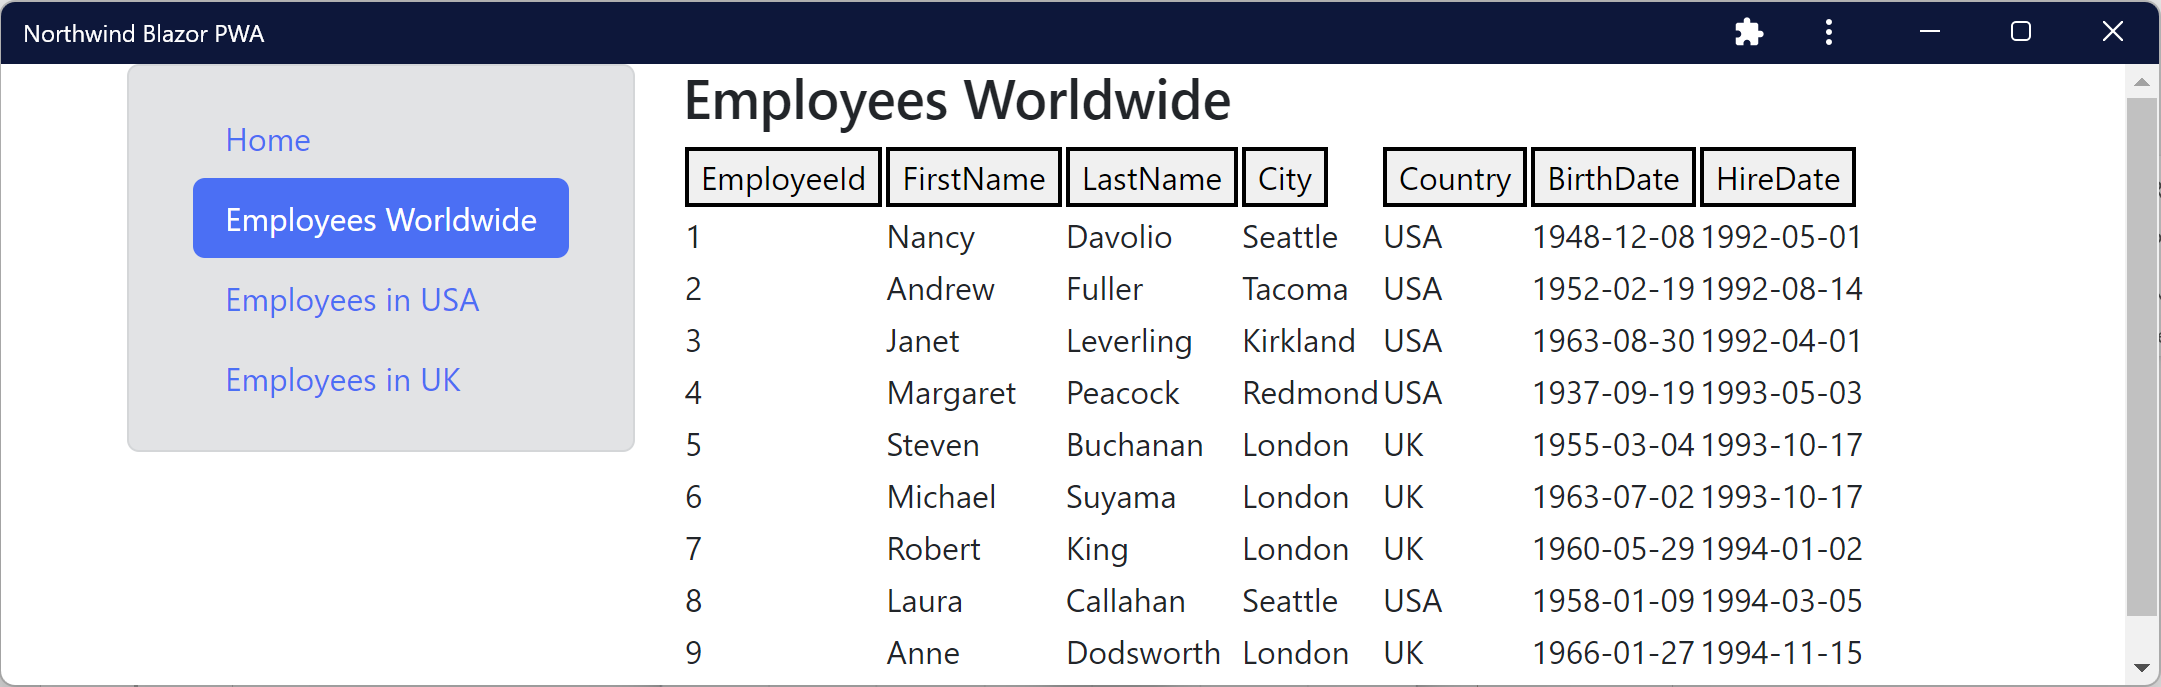 Northwind Blazor PWA
Home
Employees Worldwide
Employees in USA
Employees in UK
Employees Worldwide
EmployeeId FirstName LastName City Country BirthDate HireDate
1 Nancy Davolio Seattle USA 1948-12-08 1992-05-01
2 Andrew Fuller Tacoma USA 1952-02-19 1992-08-14
3 Janet Leverling Kirkland USA 1963-08-30 1992-04-01
4 Margaret Peacock Redmond USA 1937-09-19 1993-05-03
5 Steven Buchanan London UK 1955-03-04 1993-10-17
6 Michael Suyama London UK 1963-07-02 1993-10-17
7 Robert King London UK 1960-05-29 1994-01-02
8 Laura Callahan Seattle USA 1958-01-09 1994-03-05
9 Anne Dodsworth London UK 1966-01-27 1994-11-15